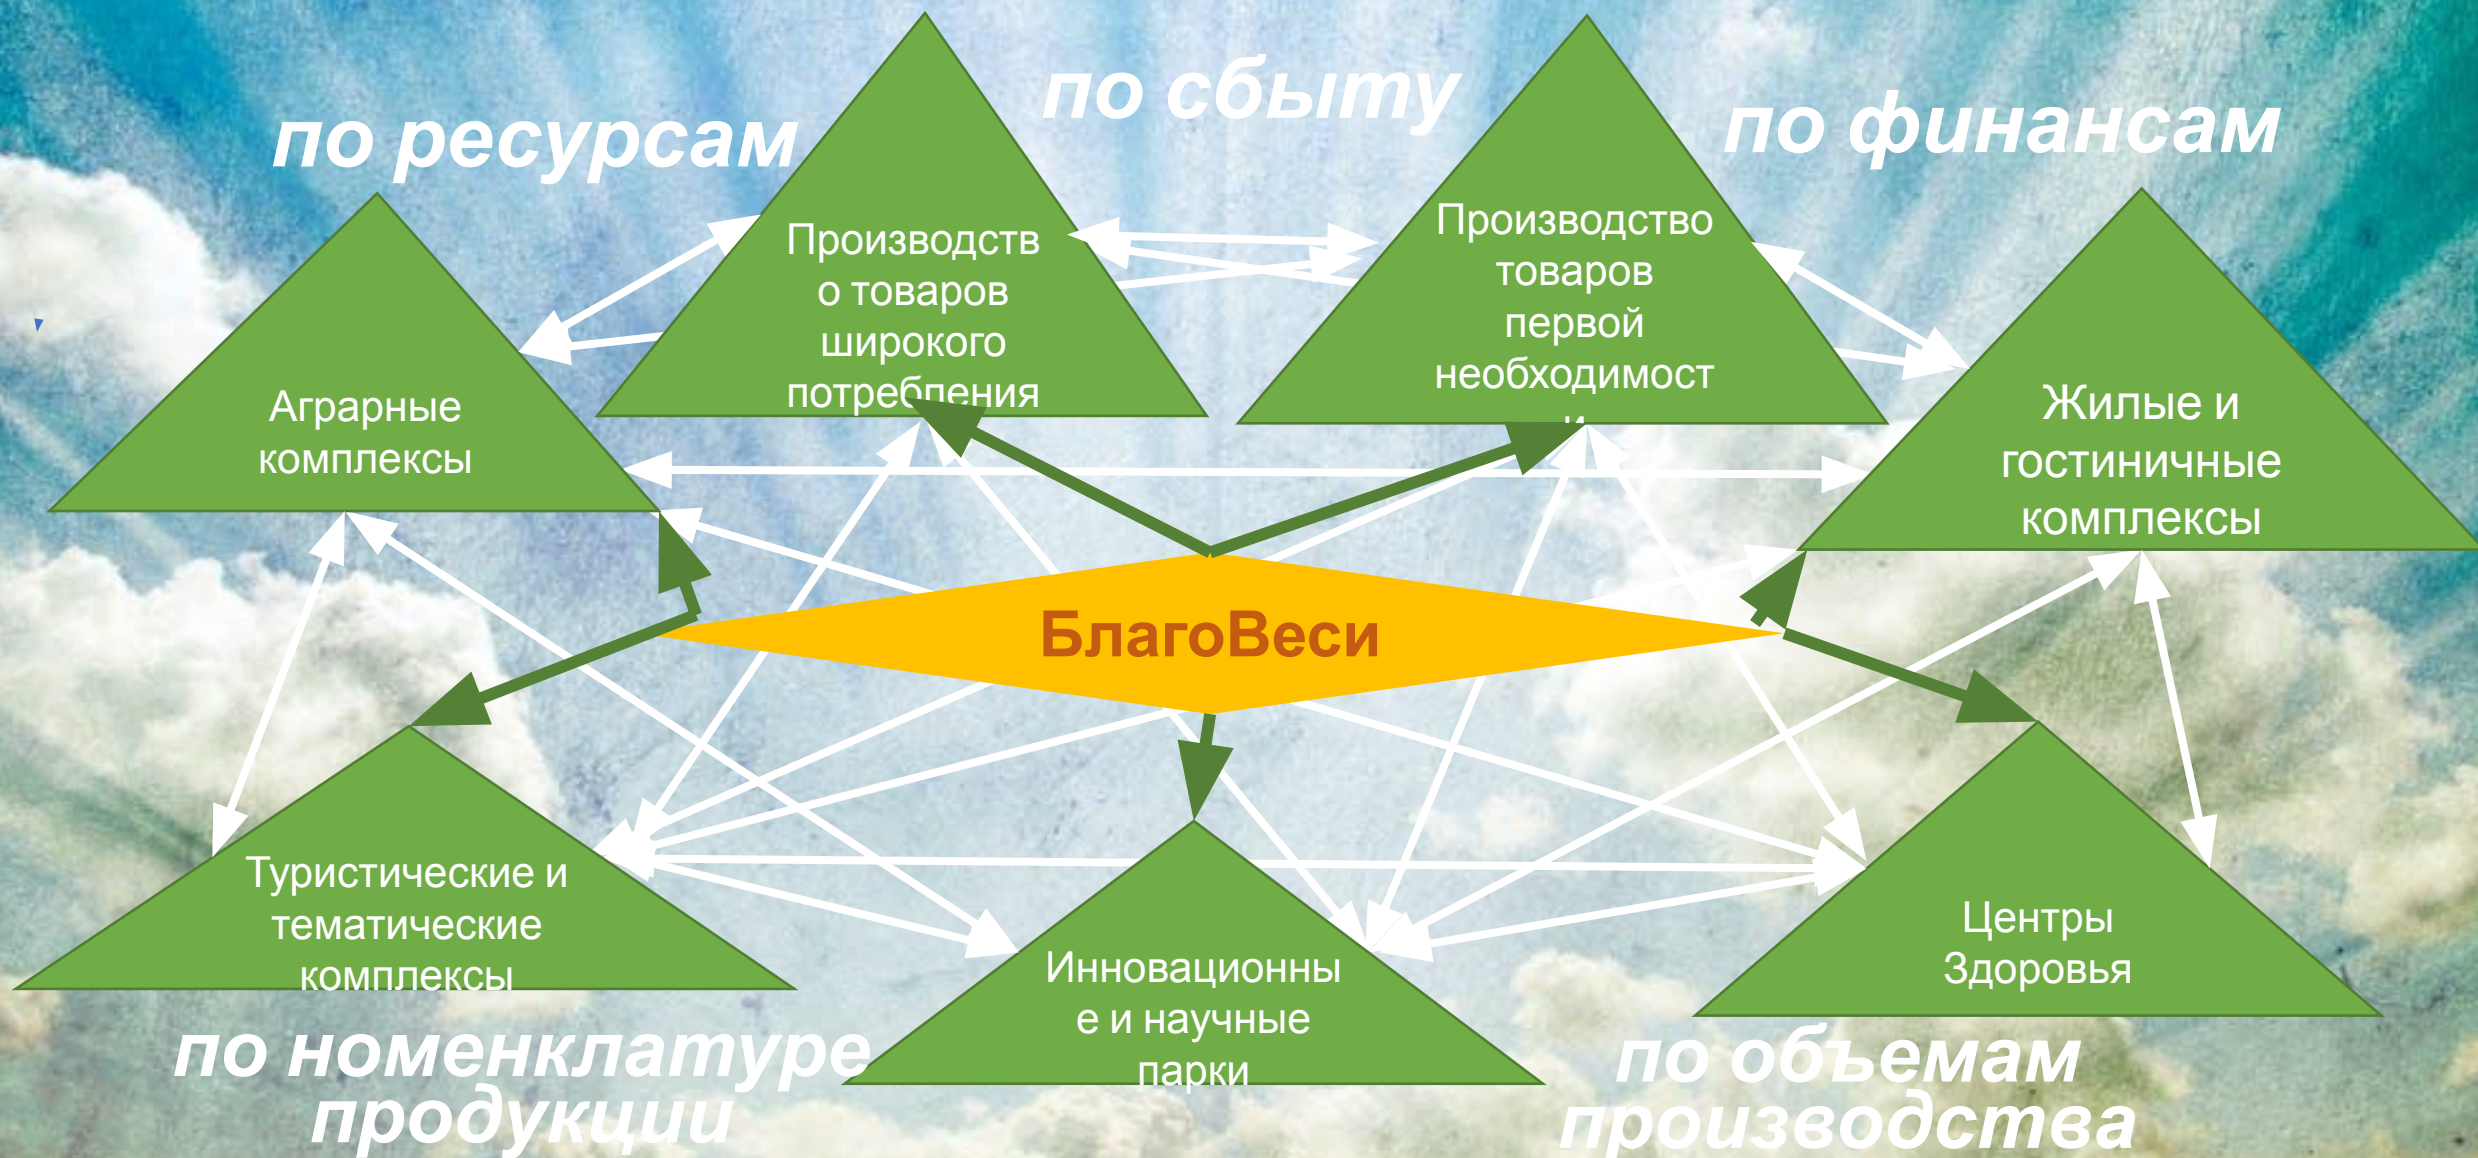 по сбыту
по ресурсам
по финансам
Производств
о товаров
широкого
потребления
Производство
товаров
первой
необходимост
и
Аграрные
комплексы
Жилые и
гостиничные
комплексы
БлагоВеси
Туристические и
тематические
комплексы
Инновационны
е и научные
парки
Центры
Здоровья
по номенклатуре
продукции
по объемам
производства